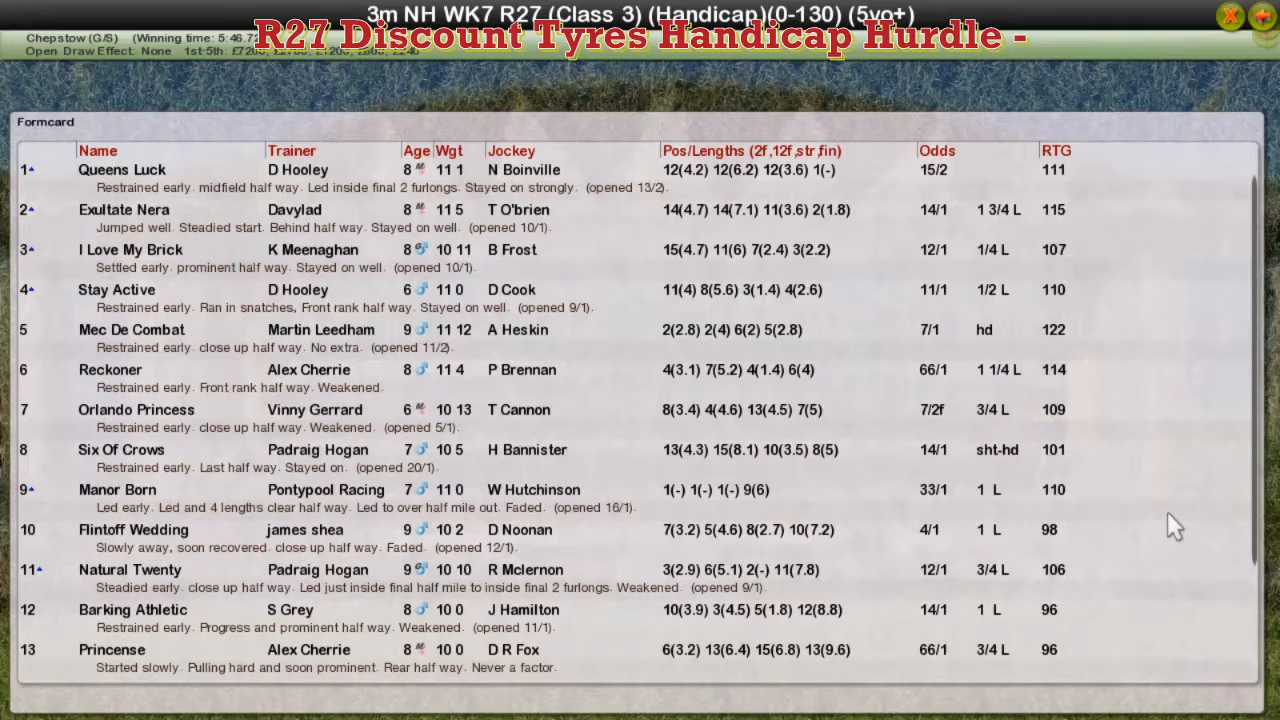 3m NH WK7 R27 (Class 3) (Handicap)(0-130) (5yo+)
R27 Discount Tyres Handicap Hurdle -
Chepstow (G/S) (Winning time: 5:46.72
Open Draw Effect: None 1st-5th: £7200,
Formcard
Name Trainer Age Wgt Jockey Pos/Lengths (2f,12f,str,fin) Odds RTG
1 Queens Luck D Hooley 8 11 1 N Boinville 12(4.2) 12(6.2) 12(3.6) 1(-) 15/2 111
Restrained early. midfield half way. Led inside final 2 furlongs. Stayed on strongly. (opened 13/2).
2 Exultate Nera Davylad 8 11 5 T O'brien 14(4.7) 14(7.1) 11(3.6) 2(1.8) 14/1 1 3/4 L 115
Jumped well. Steadied start. Behind half way. Stayed on well. (opened 10/1).
3 I Love My Brick K Meenaghan 8 10 11 B Frost 15(4.7) 11(6) 7(2.4) 3(2.2) 12/1 1/4 L 107
Settled early. prominent half way. Stayed on well. (opened 10/1).
4 Stay Active D Hooley 6 11 0 D Cook 11(4) 8(5.6) 3(1.4) 4(2.6) 11/1 1/2 L 110
Restrained early. Ran in snatches, Front rank half way. Stayed on well. (opened 9/1).
5 Mec De Combat Martin Leedham 9 11 12 A Heskin 2(2.8) 2(4) 6(2) 5(2.8) 7/1 hd 122
Restrained early. close up half way. No extra. (opened 11/2).
6 Reckoner Alex Cherrie 8 11 4 P Brennan 4(3.1) 7(5.2) 4(1.4) 6(4) 66/1 1 1/4 L 114
Restrained early. Front rank half way. Weakened.
7 Orlando Princess Vinny Gerrard 6 10 13 T Cannon 8(3.4) 4(4.6) 13(4.5) 7(5) 7/2f 3/4 L 109
Restrained early. close up half way. Weakened. (opened 5/1).
8 Six Of Crows Padraig Hogan 7 10 5 H Bannister 13(4.3) 15(8.1) 10(3.5) 8(5) 14/1 sht-hd 101
Restrained early. Last half way. Stayed on. (opened 20/1).
9 Manor Born Pontypool Racing 7 11 0 W Hutchinson 1(-) 1(-) 1(-) 9(6) 33/1 1 L 110
Led early. Led and 4 lengths clear half way. Led to over half mile out. Faded. (opened 16/1).
10 Flintoff Wedding james shea 9 10 2 D Noonan 7(3.2) 5(4.6) 8(2.7) 10(7.2) 4/1 1 L 98
Slowly away, soon recovered. close up half way. Faded. (opened 12/1).
11 Natural Twenty Padraig Hogan 9 10 10 R Mclernon 3(2.9) 6(5.1) 2(-) 11(7.8) 12/1 3/4 L 106
Steadied early. close up half way. Led just inside final half mile to inside final 2 furlongs. Weakened. (opened 9/1).
12 Barking Athletic S Grey 8 10 0 J Hamilton 10(3.9) 3(4.5) 5(1.8) 12(8.8) 14/1 1 L 96
Restrained early. Progress and prominent half way. Weakened. (opened 11/1).
13 Princense Alex Cherrie 8 10 0 D R Fox 6(3.2) 13(6.4) 15(6.8) 13(9.6) 66/1 3/4 L 96
Started slowly. Pulling hard and soon prominent. Rear half way. Never a factor.